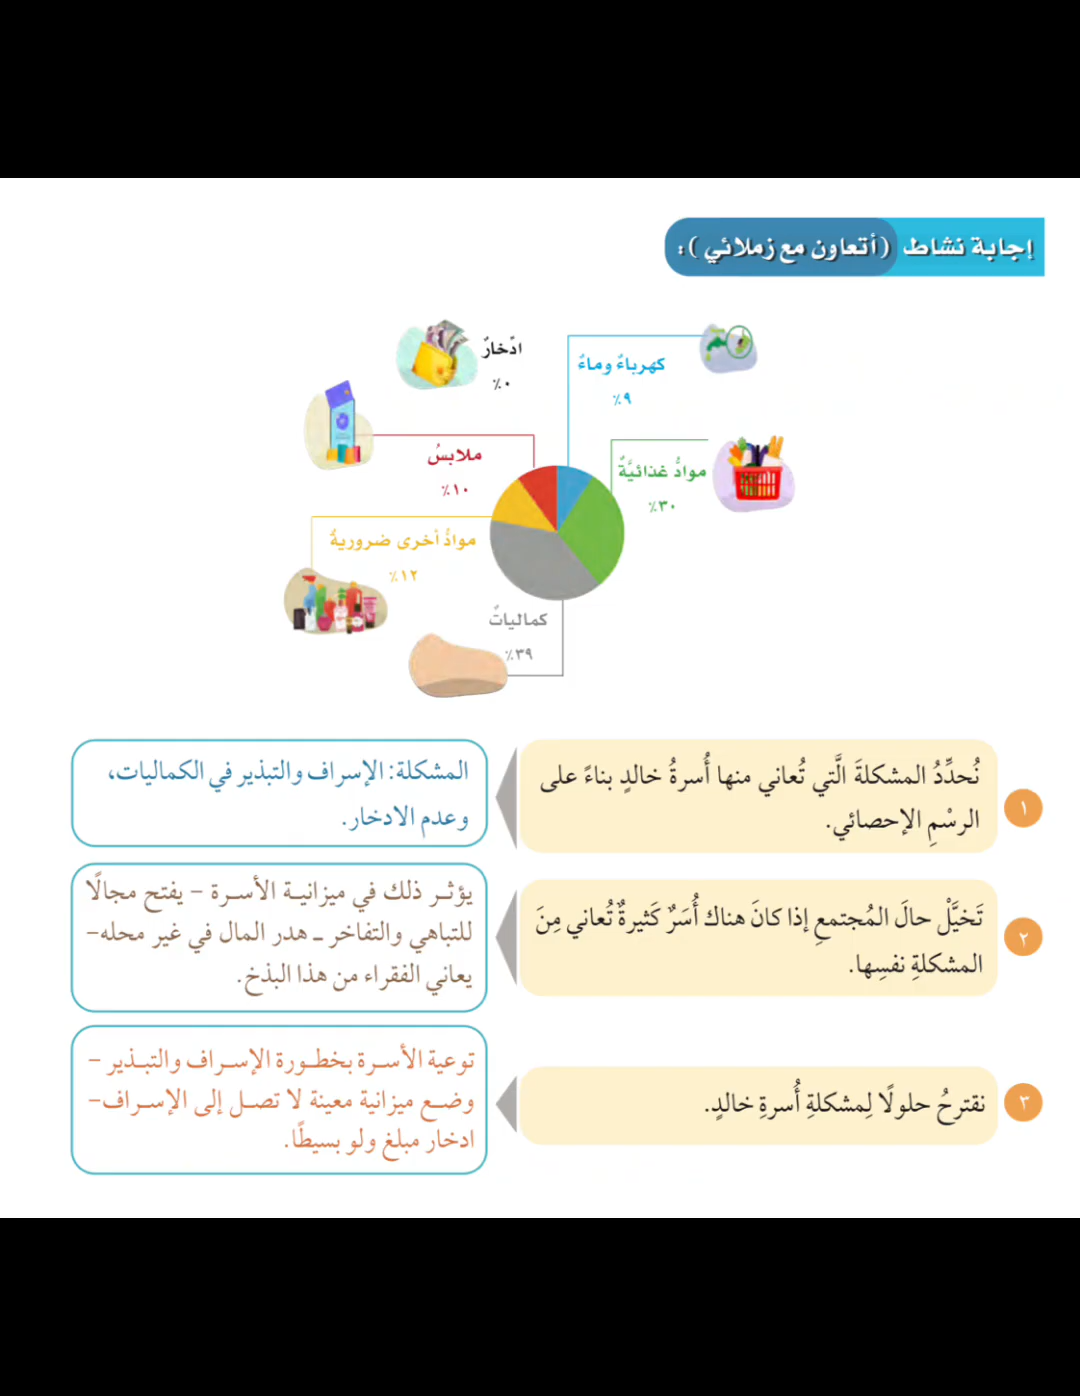 إجابة نشاط (أتعاون مع زملائي):
ادّخارٌ
٠٪
كهرباءٌ وماءٌ
٩٪
ملابسُ
١٠٪
موادُّ غذائيَّةٌ
٣٠٪
موادُّ أخرى ضروريةٌ
١٢٪
كمالياتٌ
٣٩٪
١
نُحدِّدُ المشكلةَ الَّتي تُعاني منها أُسرةُ خالدٍ بناءً على
الرسْمِ الإحصائي.
المشكلة: الإسراف والتبذير في الكماليات،
وعدم الادخار.
٢
تَخيَّلْ حالَ المُجتمعِ إذا كانَ هناك أُسَرٌ كَثيرةٌ تُعاني مِنَ
المشكلةِ نفسِها.
يؤثر ذلك في ميزانية الأسرة - يفتح مجالًا
للتباهي والتفاخر - هدر المال في غير محله-
يعاني الفقراء من هذا البذخ.
٣
نقترحُ حلولًا لِمشكلةِ أُسرةِ خالدٍ.
توعية الأسرة بخطورة الإسراف والتبذير -
وضع ميزانية معينة لا تصل إلى الإسراف-
ادخار مبلغ ولو بسيطًا.